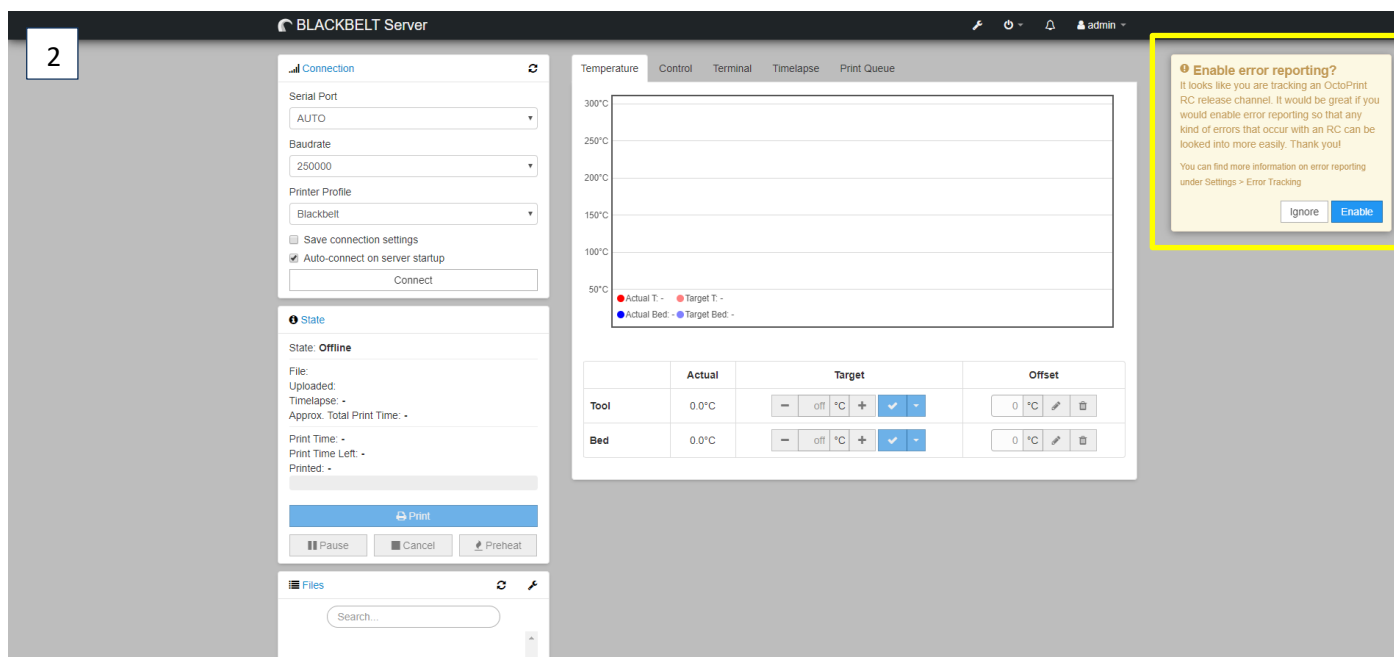 BLACKBELT Server
admin
2
Connection
Serial Port
AUTO
Baudrate
250000
Printer Profile
Blackbelt
Save connection settings
Auto-connect on server startup
Connect
State
State: Offline
File:
Uploaded:
Timelapse: -
Approx. Total Print Time: -
Print Time: -
Print Time Left: -
Printed: -
Print
Pause Cancel Preheat
Files
Search...
Temperature Control Terminal Timelapse Print Queue
300°C
250°C
200°C
150°C
100°C
50°C
Actual T: - Target T: -
Actual Bed: - Target Bed: -
Actual Target Offset
Tool 0.0°C off °C 0 °C
Bed 0.0°C off °C 0 °C
Enable error reporting?
It looks like you are tracking an OctoPrint
RC release channel. It would be great if you
would enable error reporting so that any
kind of errors that occur with an RC can be
looked into more easily. Thank you!
You can find more information on error reporting
under Settings > Error Tracking
Ignore Enable